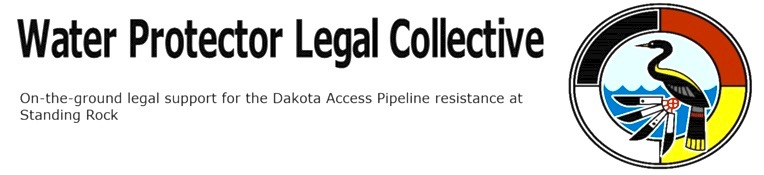 Water Protector Legal Collective
On-the-ground legal support for the Dakota Access Pipeline resistance at
Standing Rock